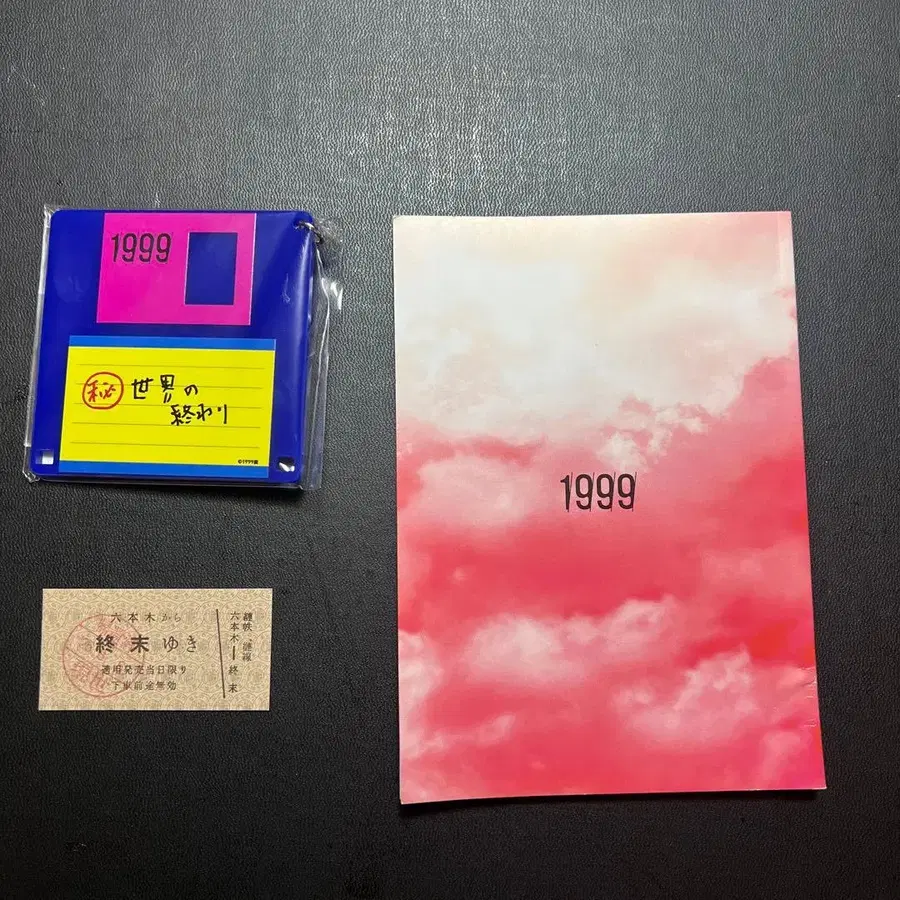 1999
㊙ 世界の
終わり
©1999展
六本木から
終末ゆき
通用発売当日限り
下車前途無効
六本木ー終末
1999